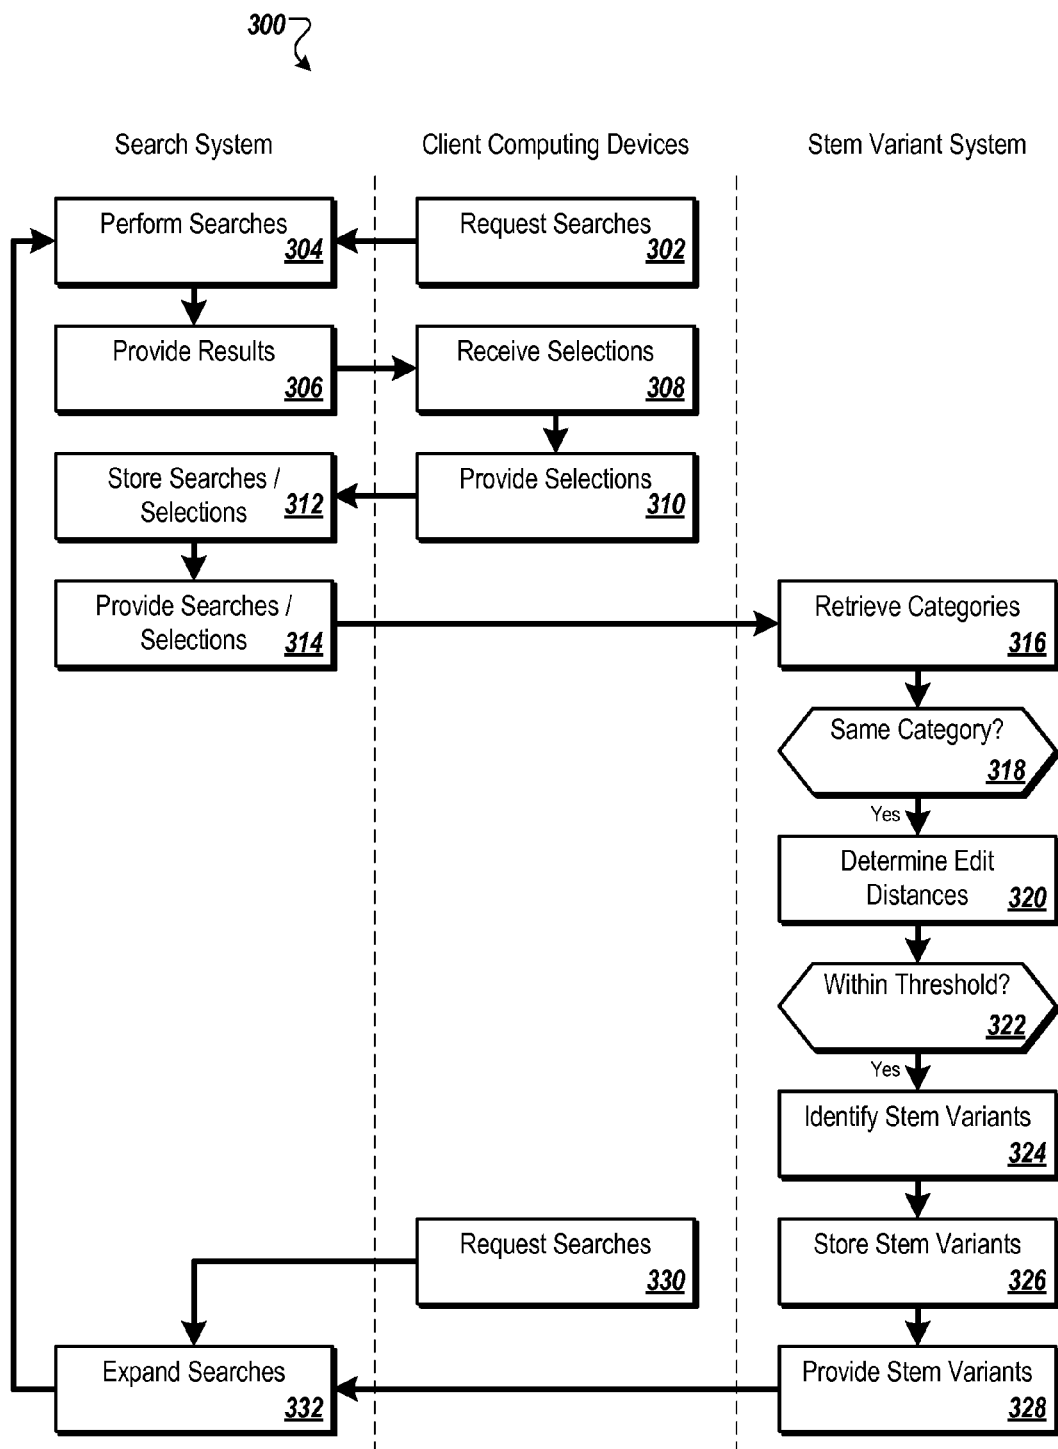 300
Search System
Client Computing Devices
Stem Variant System
Perform Searches
304
Request Searches
302
Provide Results
306
Receive Selections
308
Store Searches /
Selections
312
Provide Selections
310
Provide Searches /
Selections
314
Retrieve Categories
316
Same Category?
318
Yes
Determine Edit
Distances
320
Within Threshold?
322
Yes
Identify Stem Variants
324
Request Searches
330
Store Stem Variants
326
Expand Searches
332
Provide Stem Variants
328